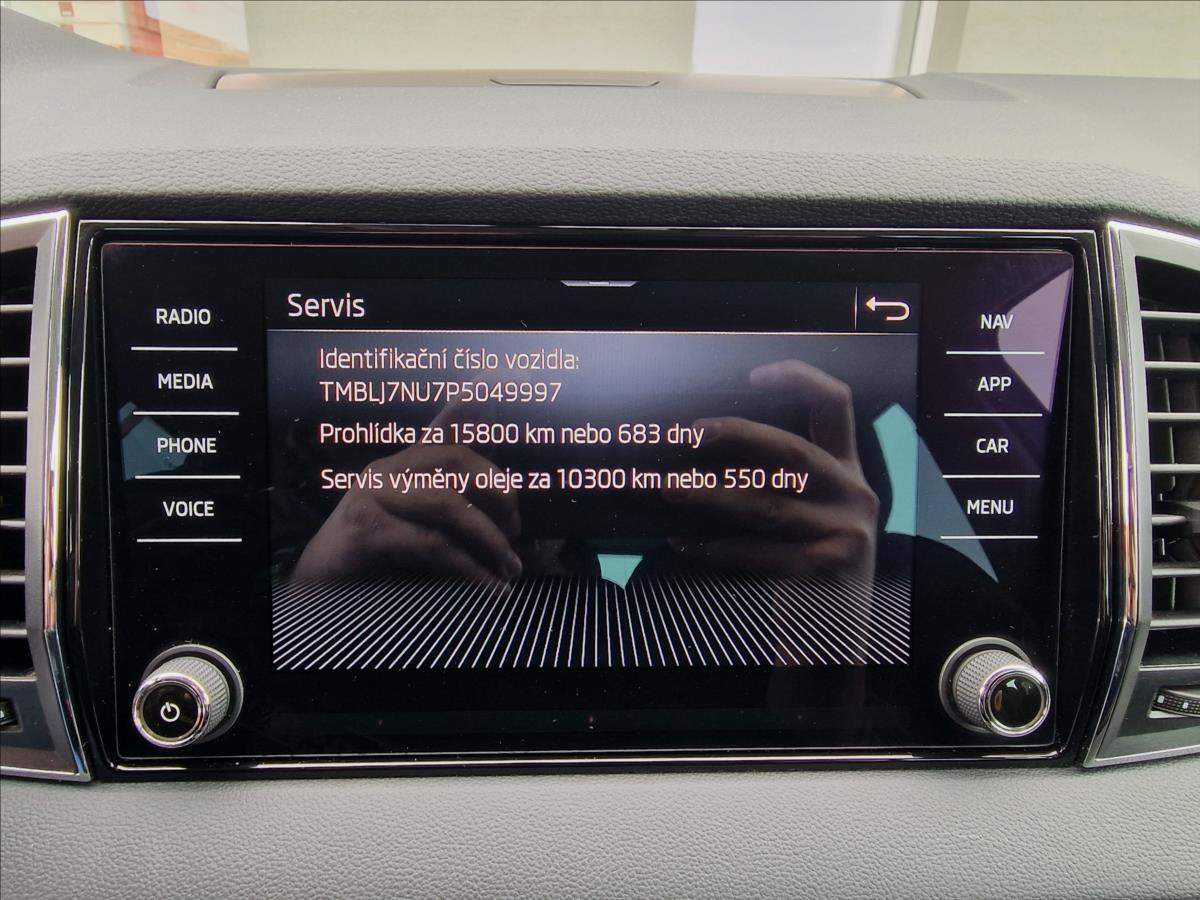 Servis
RADIO
MEDIA
PHONE
VOICE
Identifikační číslo vozidla:
TMBLJ7NU7P5049997
Prohlídka za 15800 km nebo 683 dny
Servis výměny oleje za 10300 km nebo 550 dny
NAV
APP
CAR
MENU